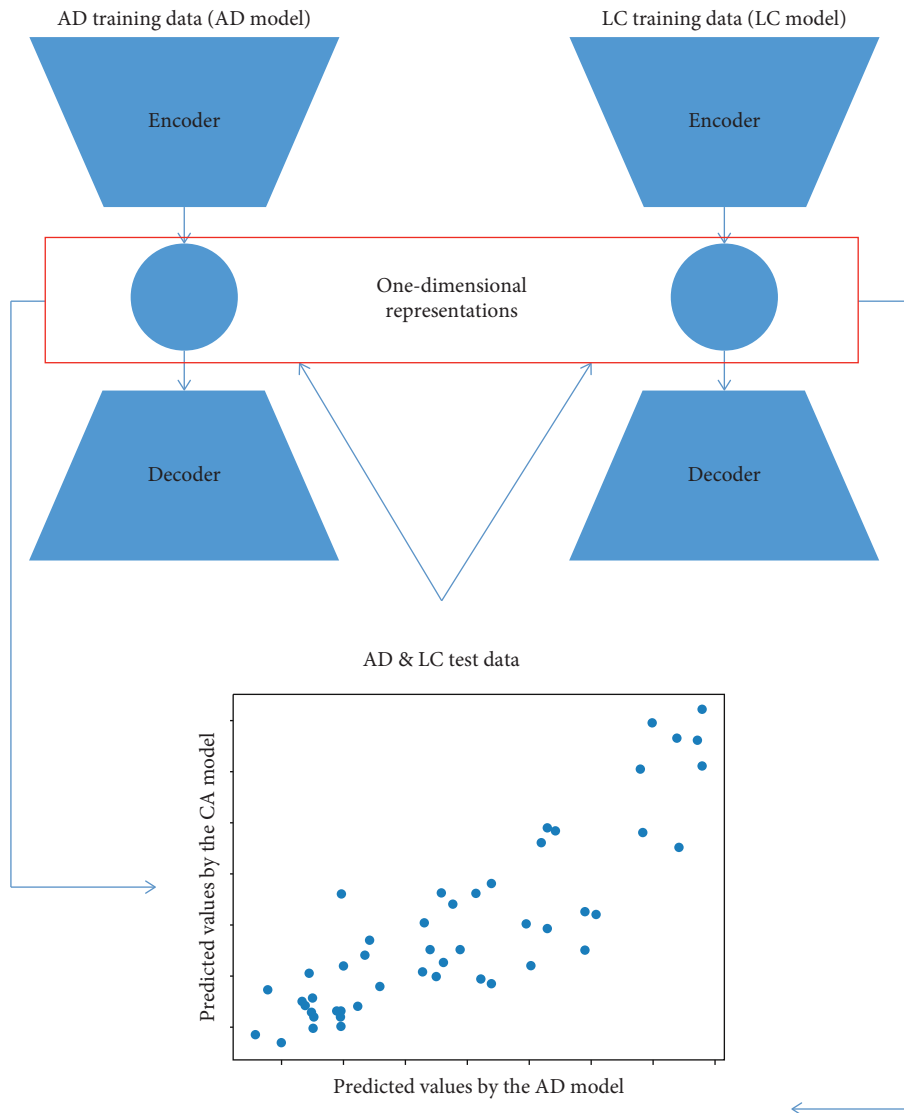 AD training data (AD model)
LC training data (LC model)
Encoder
Encoder
One-dimensional
representations
Decoder
Decoder
AD & LC test data
Predicted values by the CA model
Predicted values by the AD model